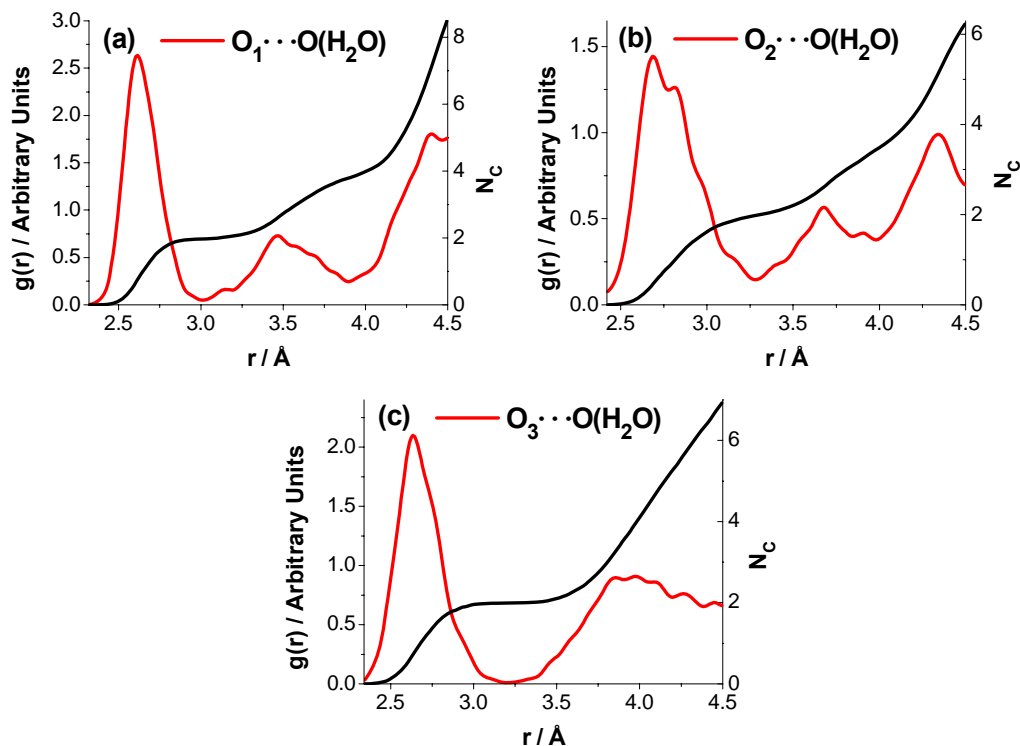 (a) O₁···O(H₂O)
g(r) / Arbitrary Units
3.0
2.5
2.0
1.5
1.0
0.5
0.0
8
6
4
2
0
N_C
2.5 3.0 3.5 4.0 4.5
r / Å
(b) O₂···O(H₂O)
g(r) / Arbitrary Units
1.5
1.0
0.5
0.0
6
4
2
0
N_C
2.5 3.0 3.5 4.0 4.5
r / Å
(c) O₃···O(H₂O)
g(r) / Arbitrary Units
2.0
1.5
1.0
0.5
0.0
6
4
2
0
N_C
2.5 3.0 3.5 4.0 4.5
r / Å